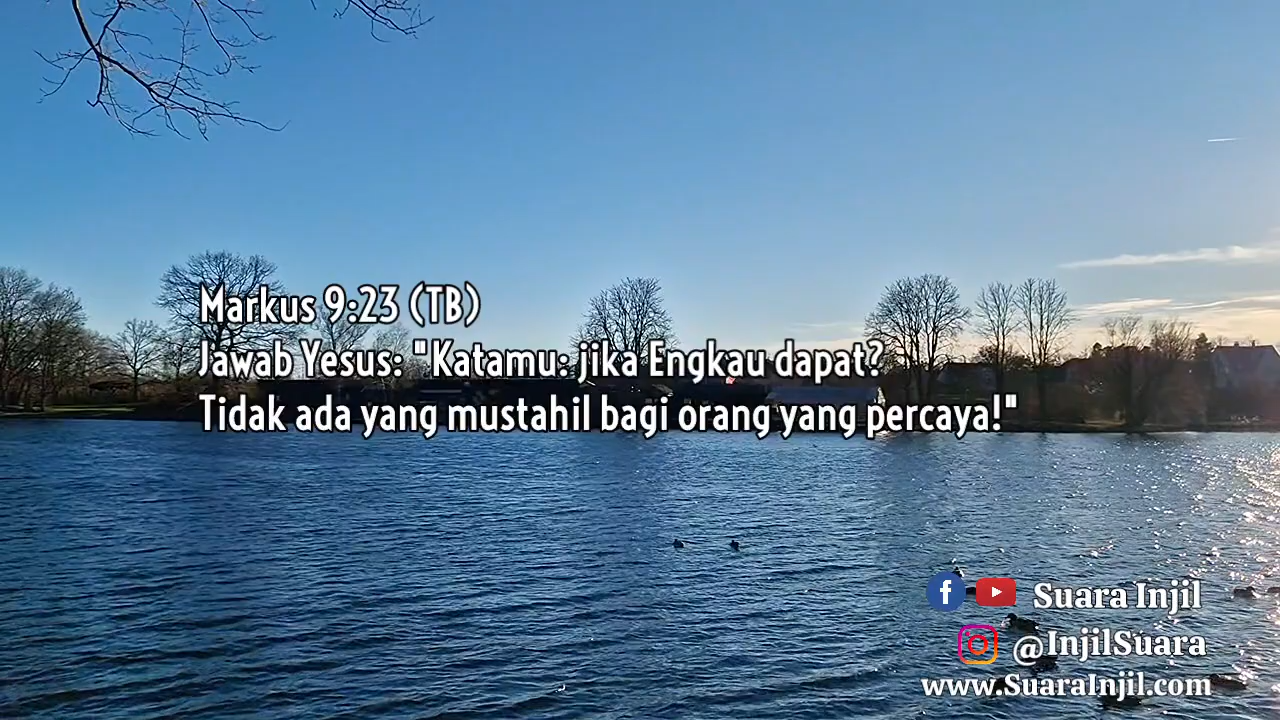 Markus 9:23 (TB)
Jawab Yesus: "Katamu: jika Engkau dapat?
Tidak ada yang mustahil bagi orang yang percaya!"
Suara Injil
@InjilSuara
www.SuaraInjil.com